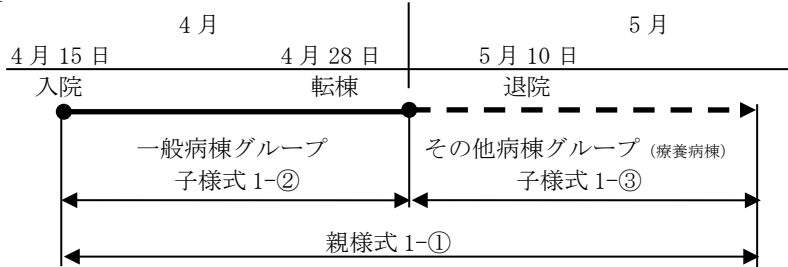 4月 5月
4月15日 4月28日 5月10日
入院 転棟 退院
一般病棟グループ その他病棟グループ(療養病棟)
子様式1-② 子様式1-③
親様式1-①